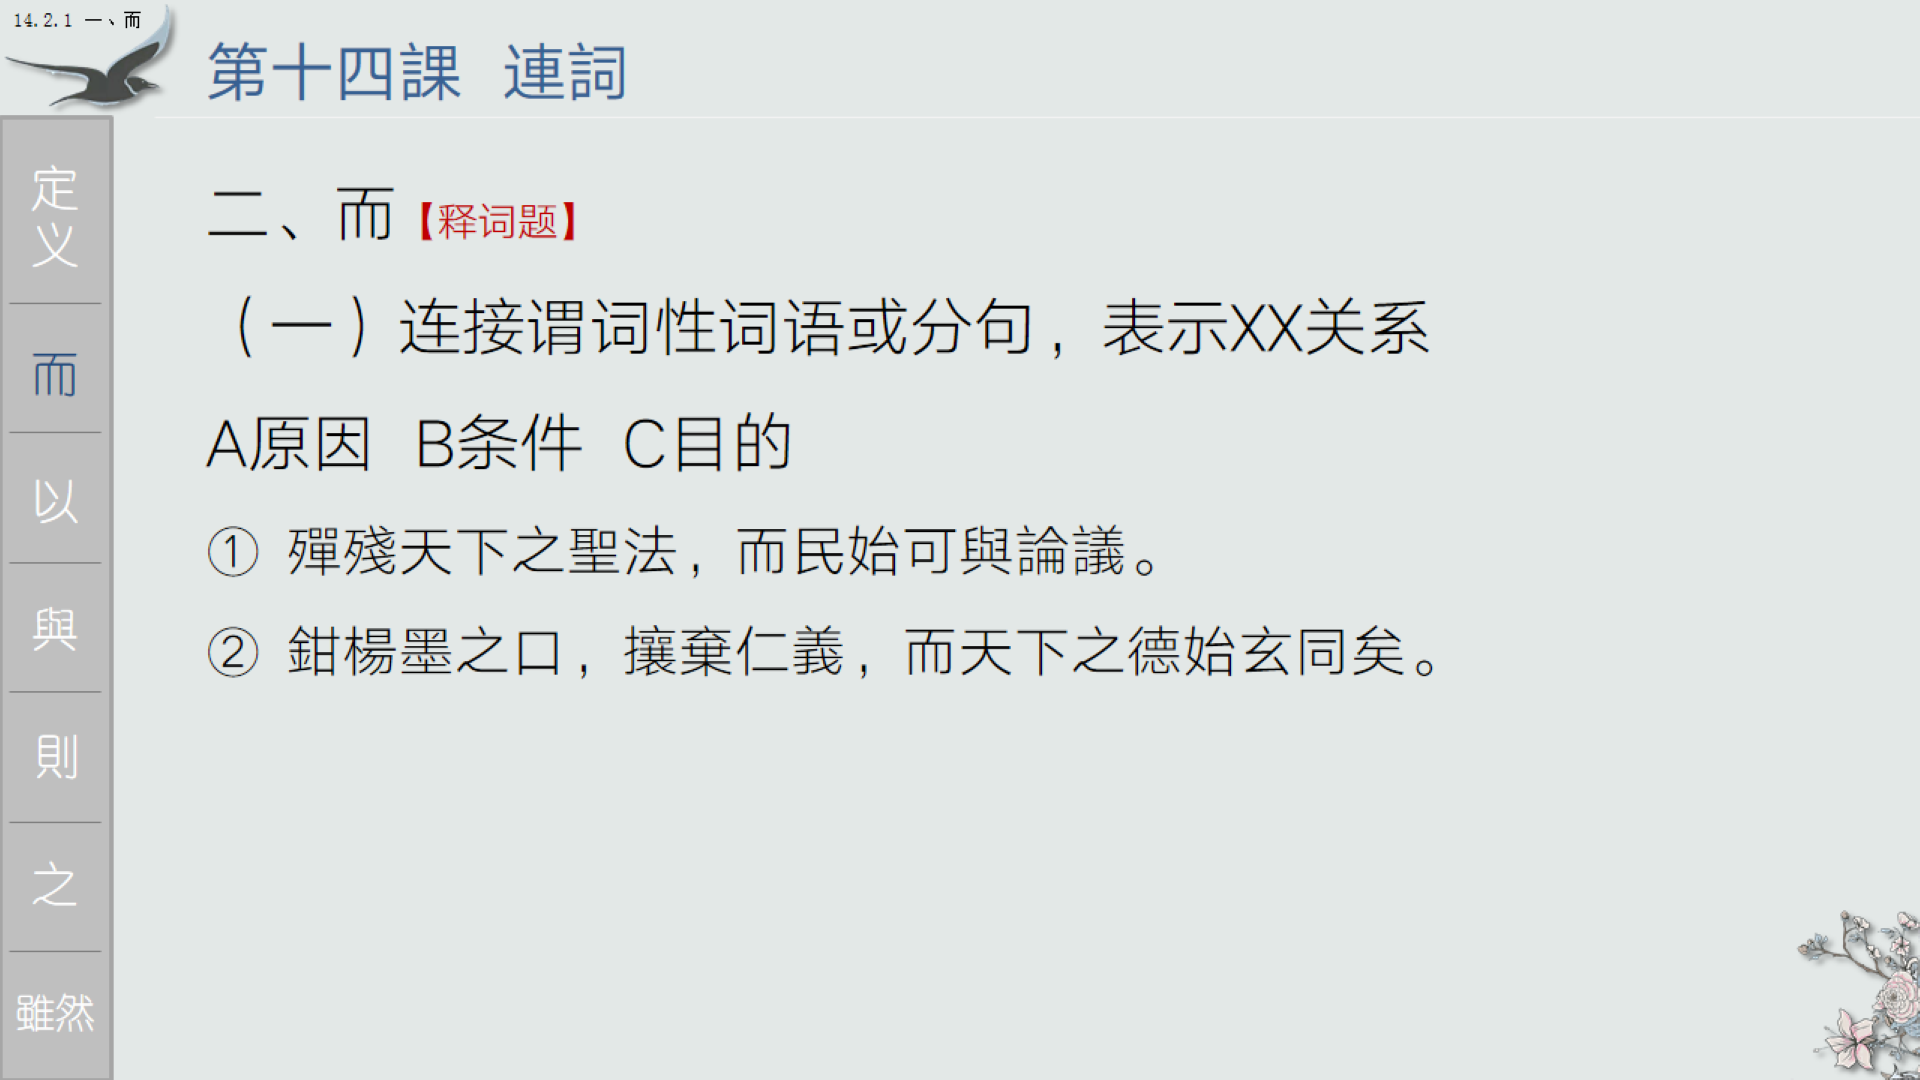 14.2.1 一、而
第十四課 連詞
定
义
而
以
與
則
之
雖然
二、而【释词题】
（一）连接谓词性词语或分句，表示XX关系
A原因 B条件 C目的
① 殫殘天下之聖法，而民始可與論議。
② 鉗楊墨之口，攘棄仁義，而天下之德始玄同矣。